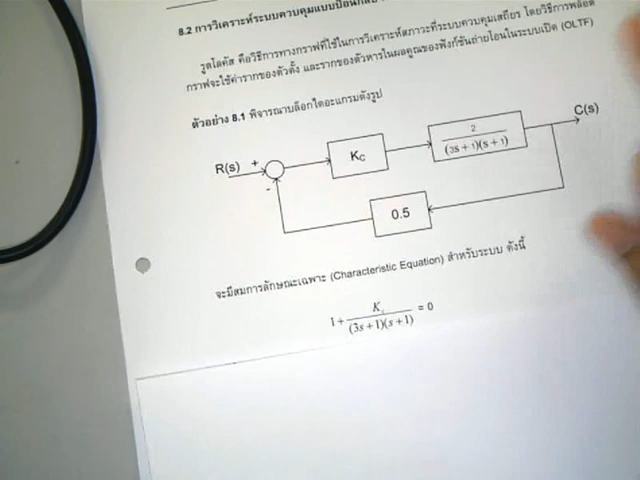 8.2 การวิเคราะห์ระบบควบคุมแบบป้อนกลับ
รูตโลคัส คือวิธีการทางกราฟที่ใช้ในการวิเคราะห์สภาวะที่ระบบควบคุมเสถียร โดยวิธีการพล็อต
กราฟจะใช้ค่ารากของตัวตั้ง และรากของตัวหารในผลคูณของฟังก์ชันถ่ายโอนในระบบเปิด (OLTF)
ตัวอย่าง 8.1 พิจารณาบล็อกไดอะแกรมดังรูป
R(s) + - Kc 2 / (3s + 1)(s + 1) C(s)
0.5
จะมีสมการลักษณะเฉพาะ (Characteristic Equation) สำหรับระบบ ดังนี้
1 + Kc / (3s + 1)(s + 1) = 0